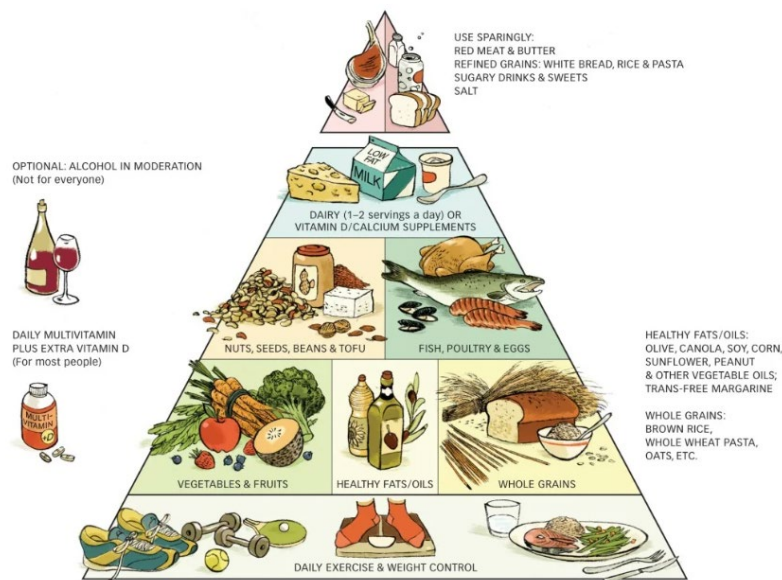 USE SPARINGLY:
RED MEAT & BUTTER
REFINED GRAINS: WHITE BREAD, RICE & PASTA
SUGARY DRINKS & SWEETS
SALT
OPTIONAL: ALCOHOL IN MODERATION
(Not for everyone)
LOW
FAT
MILK
DAIRY (1–2 servings a day) OR
VITAMIN D/CALCIUM SUPPLEMENTS
NUTS, SEEDS, BEANS & TOFU
FISH, POULTRY & EGGS
DAILY MULTIVITAMIN
PLUS EXTRA VITAMIN D
(For most people)
MULTI-
VITAMIN
+D
HEALTHY FATS/OILS:
OLIVE, CANOLA, SOY, CORN,
SUNFLOWER, PEANUT
& OTHER VEGETABLE OILS;
TRANS-FREE MARGARINE
WHOLE GRAINS:
BROWN RICE,
WHOLE WHEAT PASTA,
OATS, ETC.
VEGETABLES & FRUITS
HEALTHY FATS/OILS
WHOLE GRAINS
DAILY EXERCISE & WEIGHT CONTROL